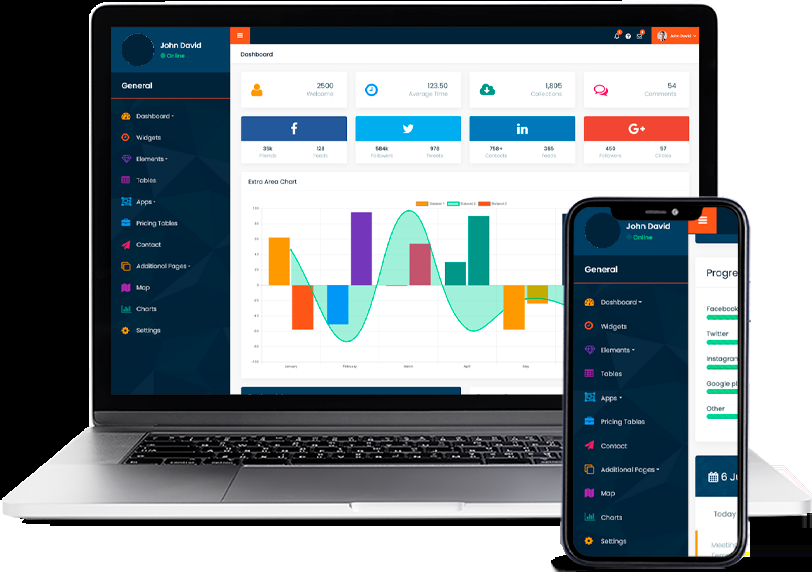 John David
Online
General
Dashboard
Widgets
Elements
Tables
Apps
Pricing Tables
Contact
Additional Pages
Map
Charts
Settings
John David
Dashboard
2500
Welcome
123.50
Average Time
1,805
Collections
54
Comments
f
in
G+
35k
Friends
128
Feeds
584k
Followers
978
Tweets
758+
Contacts
365
Feeds
450
Followers
57
Circles
Extra Area Chart
Dataset 1
Dataset 2
Dataset 3
100
80
60
40
20
0
-20
-40
-60
-80
-100
January
February
March
April
May
John David
Online
General
Dashboard
Widgets
Elements
Tables
Apps
Pricing Tables
Contact
Additional Pages
Map
Charts
Settings
Progre
Facebook
Twitter
Instagram
Google pl
Other
6 Ju
Today
Meeting